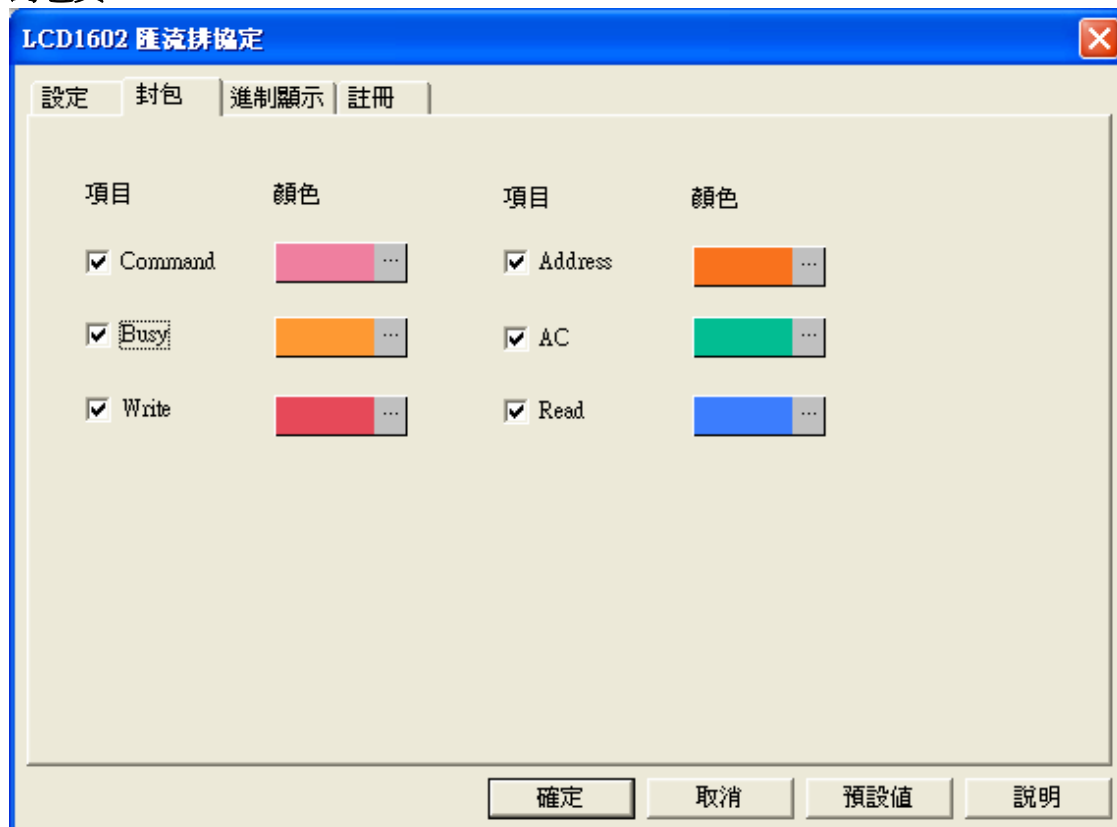 LCD1602 匯流排協定
設定 封包 進制顯示 註冊
項目 顏色 項目 顏色
Command ... Address ...
Busy ... AC ...
Write ... Read ...
確定 取消 預設值 說明